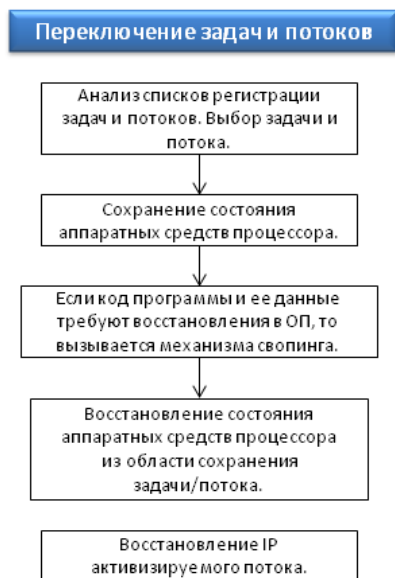 Переключение задач и потоков
Анализ списков регистрации
задач и потоков. Выбор задачи и
потока.
Сохранение состояния
аппаратных средств процессора.
Если код программы и ее данные
требуют восстановления в ОП, то
вызывается механизма свопинга.
Восстановление состояния
аппаратных средств процессора
из области сохранения
задачи/потока.
Восстановление IP
активизируемого потока.